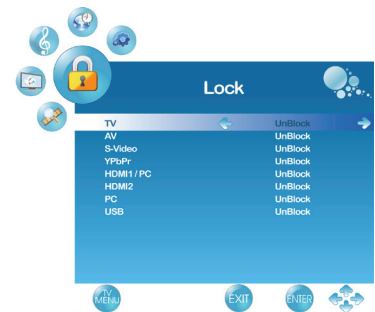 Lock
TV UnBlock
AV UnBlock
S-Video UnBlock
YPbPr UnBlock
HDMI1 / PC UnBlock
HDMI2 UnBlock
PC UnBlock
USB UnBlock
TV
MENU EXIT ENTER